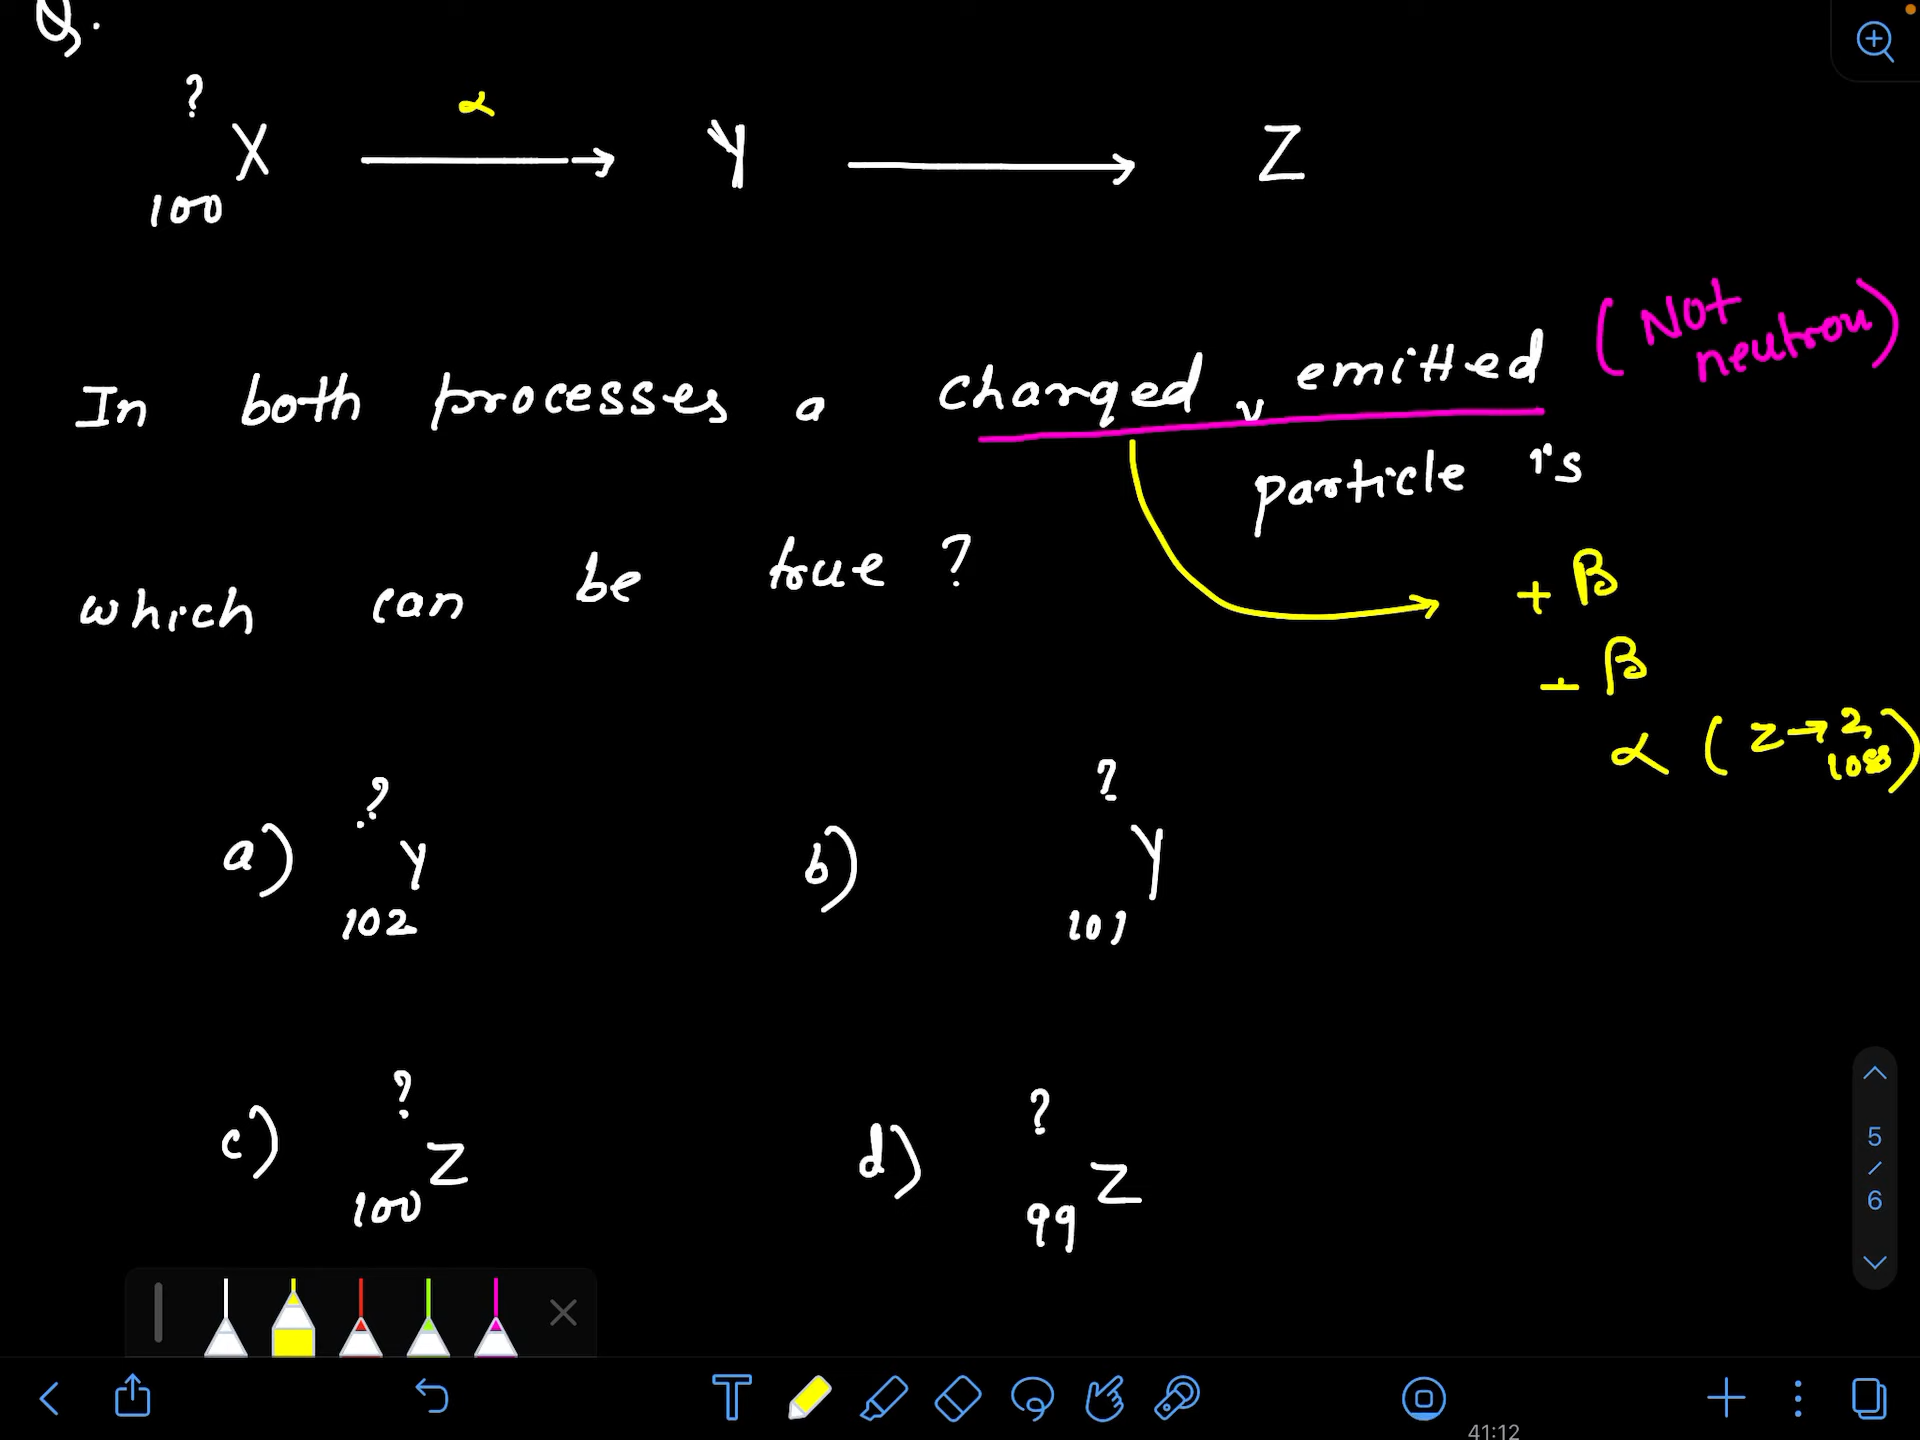 Q.
? X 100 α → Y → Z
In both processes a charged emitted (Not neutron)
particle is
which can be true ?
+ β
- β
α ( Z → 2, loss )
a) ? Y 102 b) ? Y 101
c) ? Z 100 d) ? Z 99
5
/
6
41:12